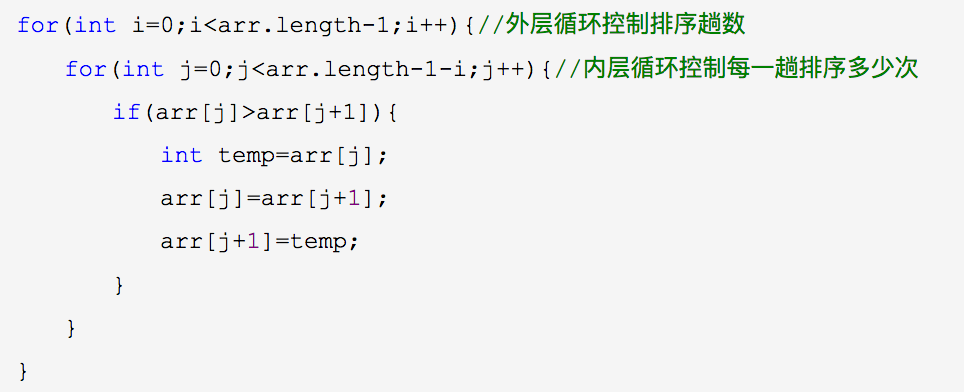 for(int i=0;i<arr.length-1;i++){//外层循环控制排序趟数
for(int j=0;j<arr.length-1-i;j++){//内层循环控制每一趟排序多少次
if(arr[j]>arr[j+1]){
int temp=arr[j];
arr[j]=arr[j+1];
arr[j+1]=temp;
}
}
}